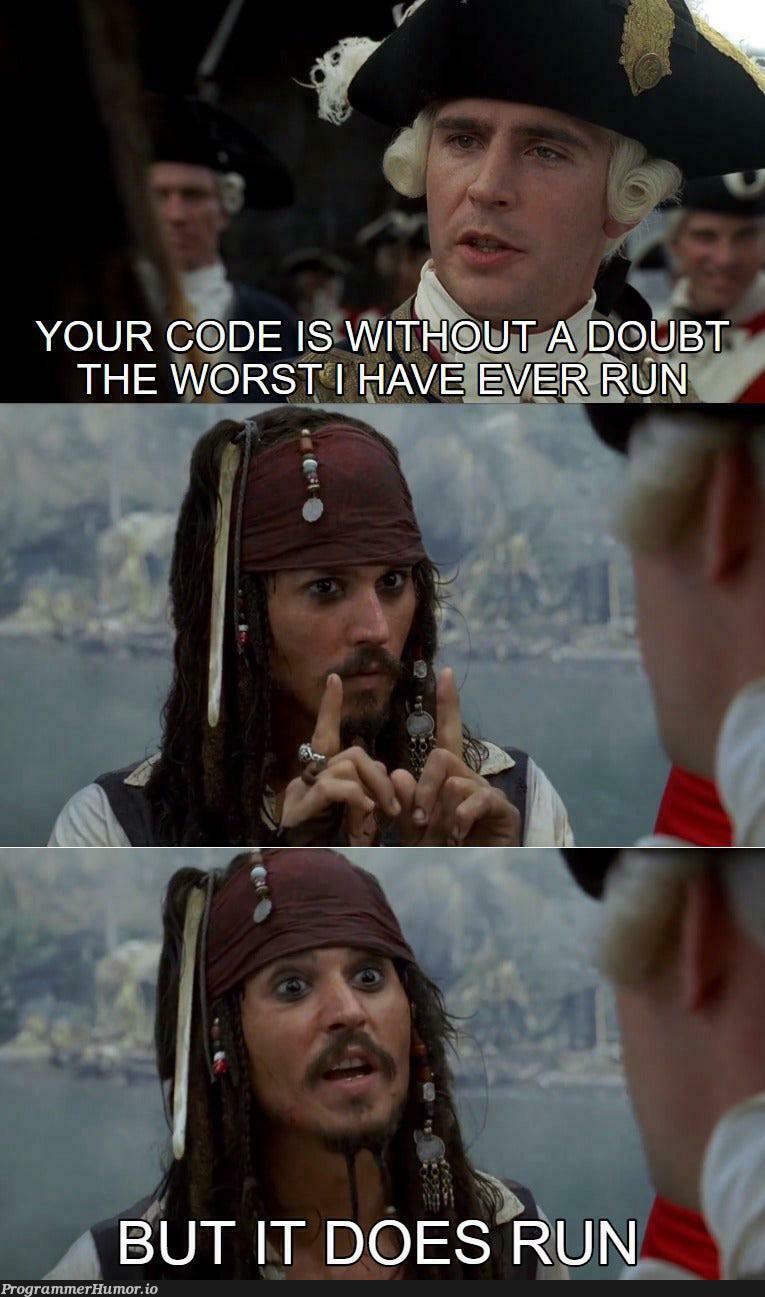 YOUR CODE IS WITHOUT A DOUBT
THE WORST I HAVE EVER RUN
BUT IT DOES RUN
ProgrammerHumor.io